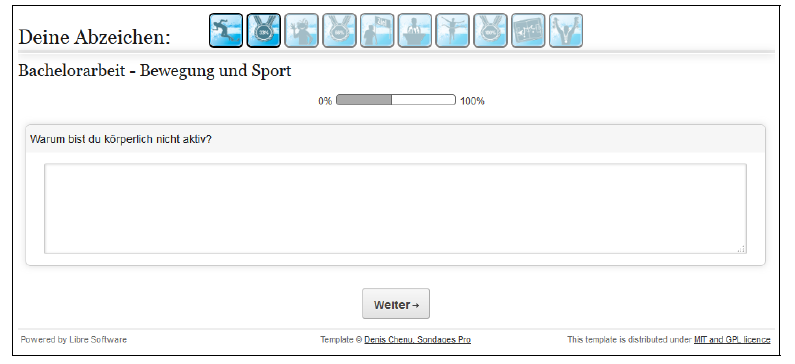 Deine Abzeichen:
Bachelorarbeit - Bewegung und Sport
0% 100%
Warum bist du körperlich nicht aktiv?
Weiter→
Powered by Libre Software Template © Denis Chenu, Sondages Pro This template is distributed under MIT and GPL licence